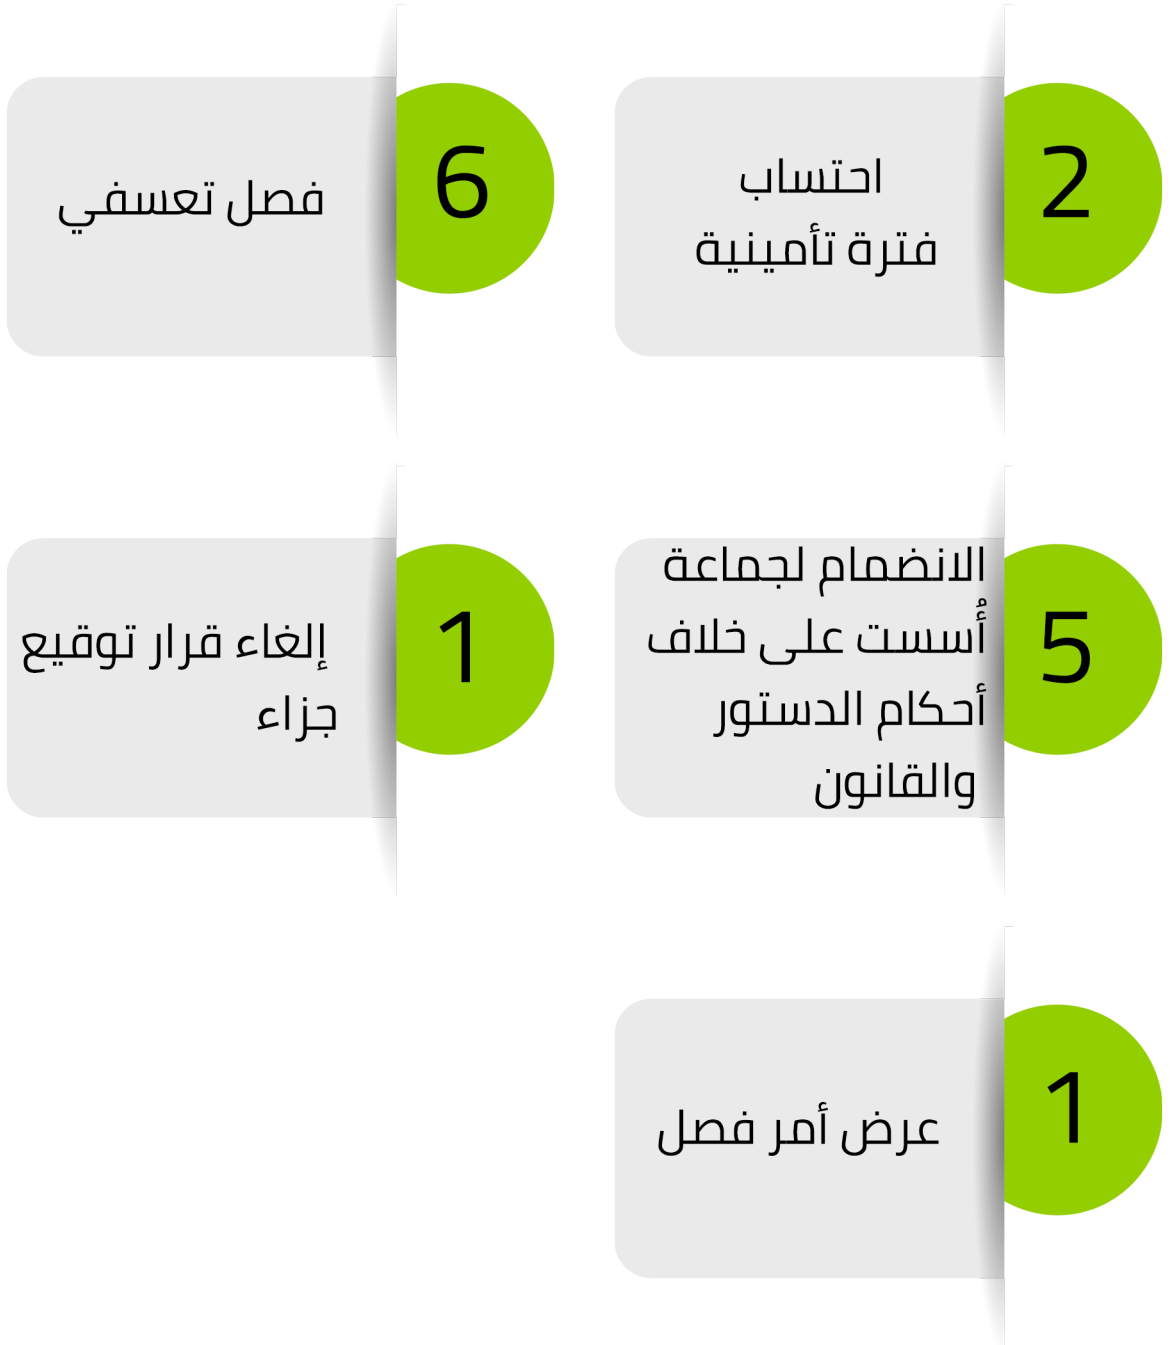 2
احتساب
فترة تأمينية
6
فصل تعسفي
5
الانضمام لجماعة
أُسست على خلاف
أحكام الدستور
والقانون
1
إلغاء قرار توقيع
جزاء
1
عرض أمر فصل